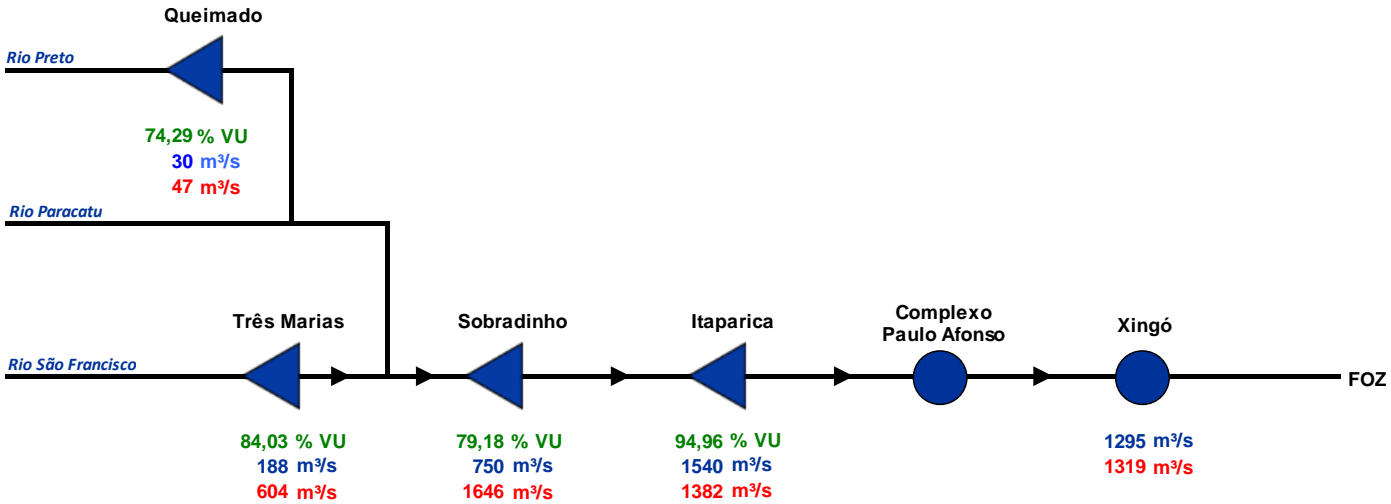 Queimado
Rio Preto
74,29 % VU
30 m³/s
47 m³/s
Rio Paracatu
Três Marias
Sobradinho
Itaparica
Complexo
Paulo Afonso
Xingó
Rio São Francisco
FOZ
84,03 % VU
188 m³/s
604 m³/s
79,18 % VU
750 m³/s
1646 m³/s
94,96 % VU
1540 m³/s
1382 m³/s
1295 m³/s
1319 m³/s